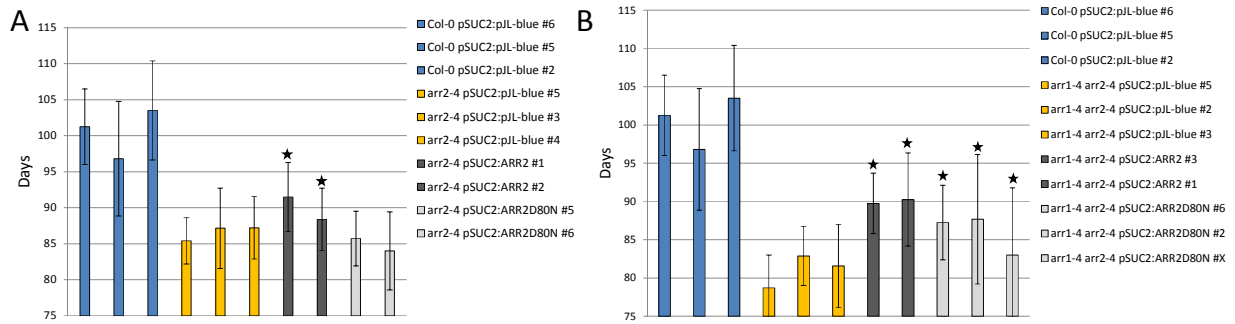 A
Days
115
110
105
100
95
90
85
80
75
Col-0 pSUC2:pJL-blue #6
Col-0 pSUC2:pJL-blue #5
Col-0 pSUC2:pJL-blue #2
arr2-4 pSUC2:pJL-blue #5
arr2-4 pSUC2:pJL-blue #3
arr2-4 pSUC2:pJL-blue #4
arr2-4 pSUC2:ARR2 #1
arr2-4 pSUC2:ARR2 #2
arr2-4 pSUC2:ARR2D80N #5
arr2-4 pSUC2:ARR2D80N #6
B
Days
115
110
105
100
95
90
85
80
75
Col-0 pSUC2:pJL-blue #6
Col-0 pSUC2:pJL-blue #5
Col-0 pSUC2:pJL-blue #2
arr1-4 arr2-4 pSUC2:pJL-blue #5
arr1-4 arr2-4 pSUC2:pJL-blue #2
arr1-4 arr2-4 pSUC2:pJL-blue #3
arr1-4 arr2-4 pSUC2:ARR2 #3
arr1-4 arr2-4 pSUC2:ARR2 #1
arr1-4 arr2-4 pSUC2:ARR2D80N #6
arr1-4 arr2-4 pSUC2:ARR2D80N #2
arr1-4 arr2-4 pSUC2:ARR2D80N #X